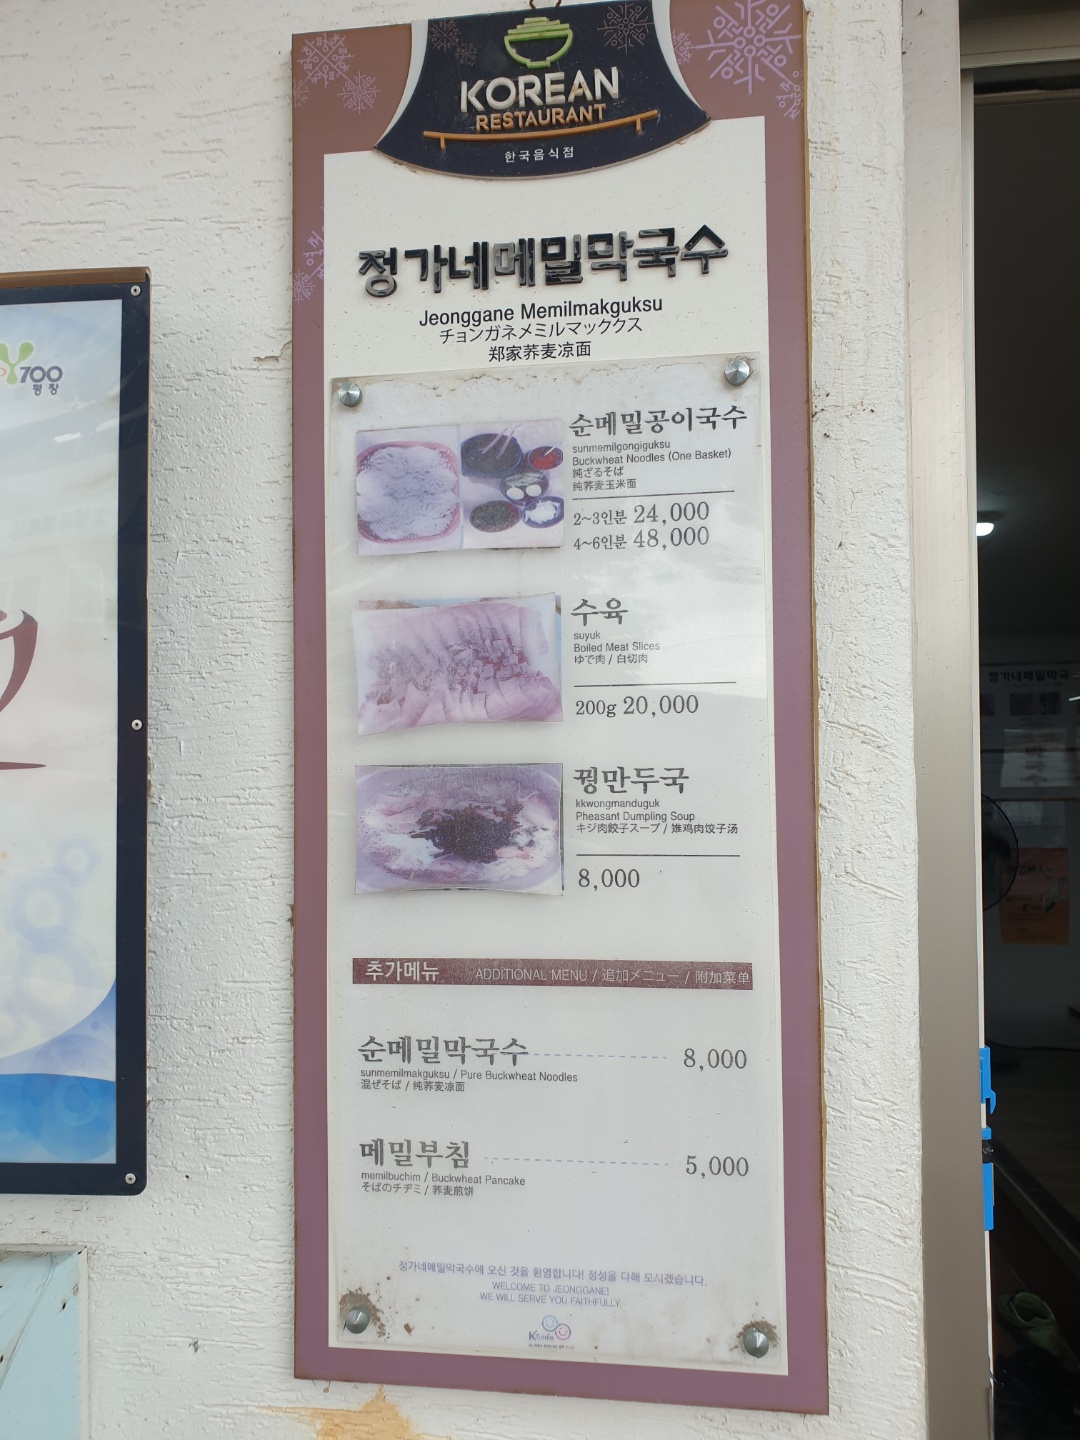 KOREAN
RESTAURANT
한국음식점
정가네메밀막국수
Jeonggane Memilmakguksu
チョンガネメミルマックス
郑家荞麦凉面
700
평창
순메밀공이국수
sunmemilgongiguksu
Buckwheat Noodles (One Basket)
純ざるそば
纯荞麦玉米面
2~3인분 24,000
4~6인분 48,000
수육
suyuk
Boiled Meat Slices
ゆで肉 / 白切肉
200g 20,000
꿩만두국
kkwongmanduguk
Pheasant Dumpling Soup
キジ肉餃子スープ / 雉鸡肉饺子汤
8,000
추가메뉴 ADDITIONAL MENU / 追加メニュー / 附加菜单
순메밀막국수 8,000
sunmemilmakguksu / Pure Buckwheat Noodles
混ぜそば / 纯荞麦凉面
메밀부침 5,000
memilbuchim / Buckwheat Pancake
そばのチヂミ / 荞麦煎饼
정가네메밀막국수에 오신 것을 환영합니다! 정성을 다해 모시겠습니다.
WELCOME TO JEONGGANE!
WE WILL SERVE YOU FAITHFULLY.
K Smile
정가네메밀막국